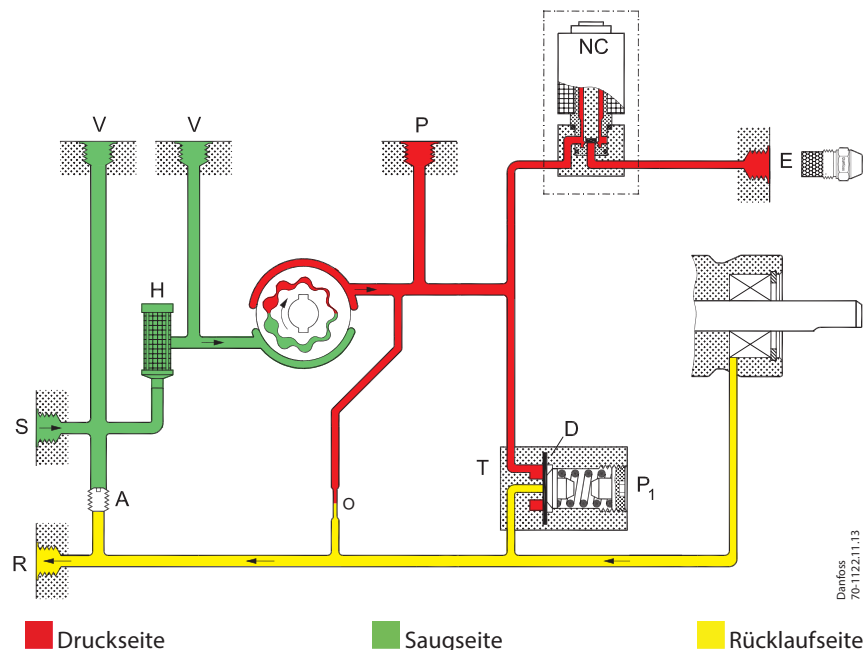 NC
V
V
P
E
H
S
D
T
P1
A
O
R
Danfoss
70-1122.11.13
Druckseite
Saugseite
Rücklaufseite